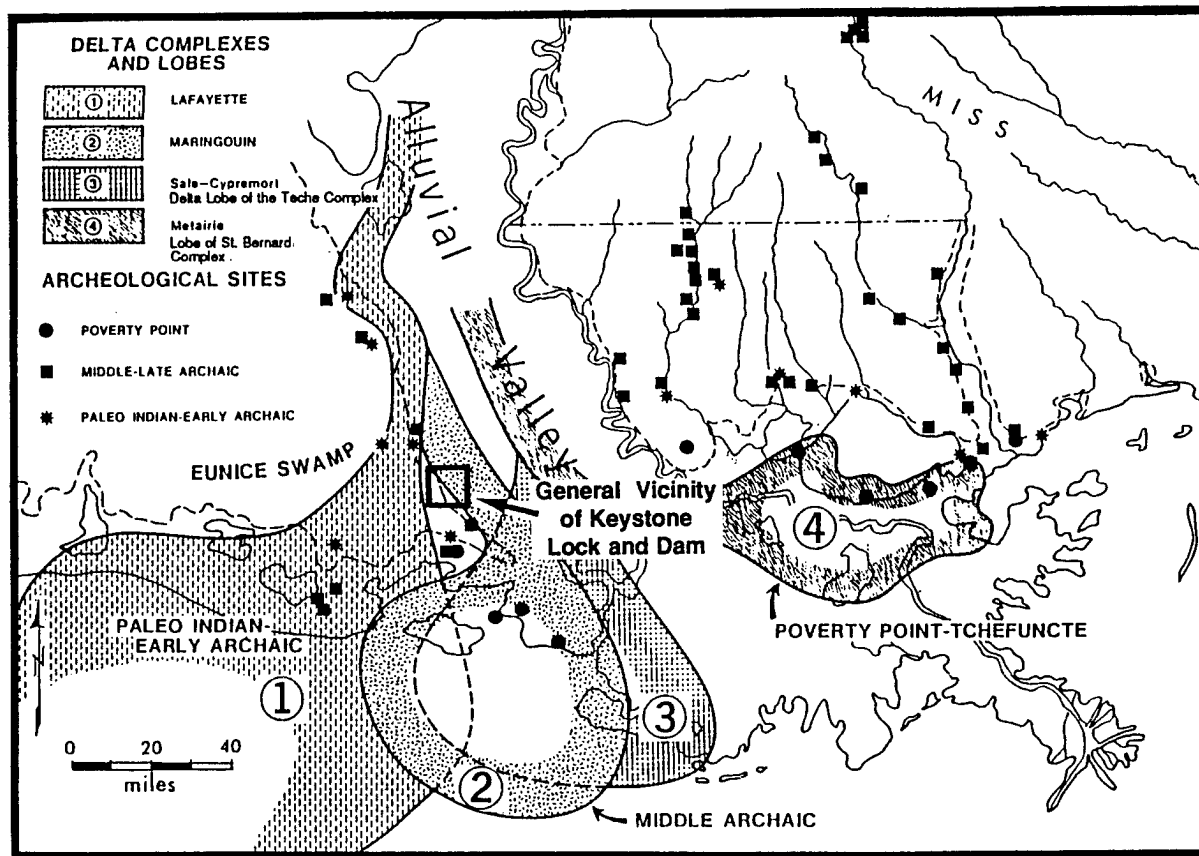 DELTA COMPLEXES
AND LOBES
① LAFAYETTE
② MARINGOUIN
③ Sale-Cypremort
Delta Lobe of the Teche Complex
④ Metairie
Lobe of St. Bernard
Complex.
ARCHEOLOGICAL SITES
POVERTY POINT
MIDDLE-LATE ARCHAIC
PALEO INDIAN-EARLY ARCHAIC
Alluvial
Valley
MISS
EUNICE SWAMP
General Vicinity
of Keystone
Lock and Dam
④
POVERTY POINT-TCHEFUNCTE
PALEO INDIAN-
EARLY ARCHAIC
①
③
②
MIDDLE ARCHAIC
N
0 20 40
miles